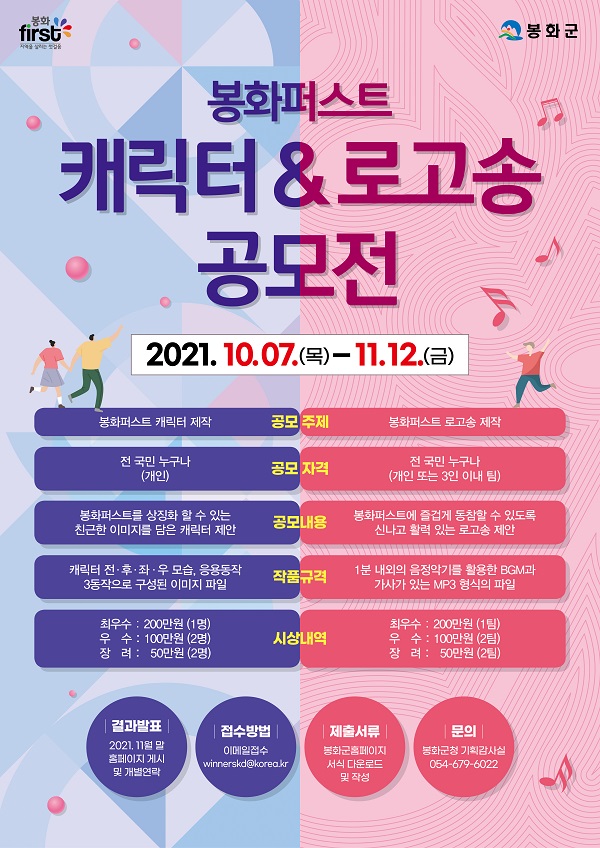 봉화
first
지역을 살리는 첫걸음
봉화군
봉화퍼스트
캐릭터 & 로고송
공모전
2021. 10.07.(목) – 11.12.(금)
봉화퍼스트 캐릭터 제작
공모 주제
봉화퍼스트 로고송 제작
전 국민 누구나
(개인)
공모 자격
전 국민 누구나
(개인 또는 3인 이내 팀)
봉화퍼스트를 상징화 할 수 있는
친근한 이미지를 담은 캐릭터 제안
공모내용
봉화퍼스트에 즐겁게 동참할 수 있도록
신나고 활력 있는 로고송 제안
캐릭터 전·후·좌·우 모습, 응용동작
3동작으로 구성된 이미지 파일
작품규격
1분 내외의 음정악기를 활용한 BGM과
가사가 있는 MP3 형식의 파일
최우수 : 200만원 (1명)
우 수 : 100만원 (2명)
장 려 : 50만원 (2명)
시상내역
최우수 : 200만원 (1팀)
우 수 : 100만원 (2팀)
장 려 : 50만원 (2팀)
결과발표
2021. 11월 말
홈페이지 게시
및 개별연락
접수방법
이메일접수
winnerskd@korea.kr
제출서류
봉화군홈페이지
서식 다운로드
및 작성
문의
봉화군청 기획감사실
054-679-6022